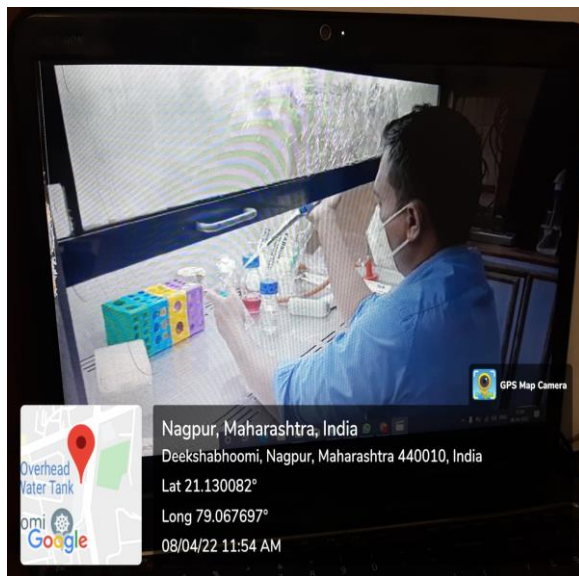 GPS Map Camera
Nagpur, Maharashtra, India
Deekshabhoomi, Nagpur, Maharashtra 440010, India
Lat 21.130082°
Long 79.067697°
08/04/22 11:54 AM
Overhead
Water Tank
omi
Google